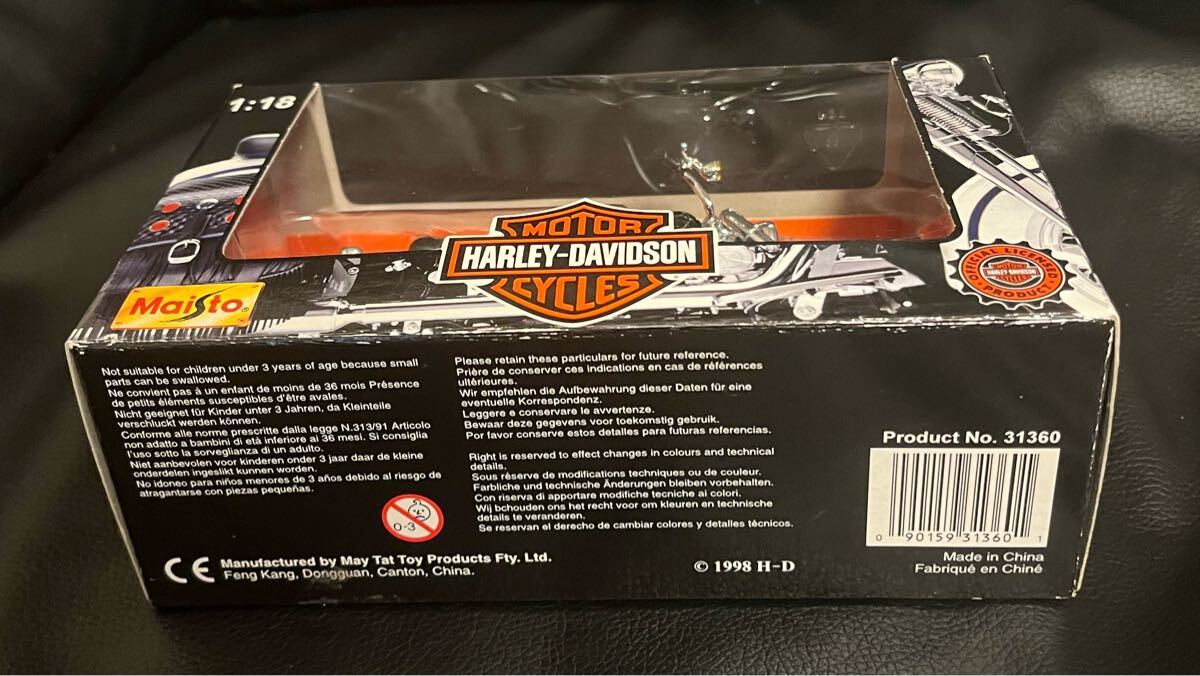 1:18
MOTOR
HARLEY-DAVIDSON
CYCLES
Maisto®
OFFICIAL LICENSED
MOTOR
HARLEY-DAVIDSON
CYCLES
PRODUCT
Not suitable for children under 3 years of age because small
parts can be swallowed.
Ne convient pas à un enfant de moins de 36 mois Présence
de petits éléments susceptibles d'être avales.
Nicht geeignet für Kinder unter 3 Jahren, da Kleinteile
verschluckt werden können.
Conforme alle norme prescritte dalla legge N.313/91 Articolo
non adatto a bambini di età inferiore ai 36 mesi. Si consiglia
l'uso sotto la sorveglianza di un adulto.
Niet aanbevolen voor kinderen onder 3 jaar daar de kleine
onderdelen ingeslikt kunnen worden.
No idoneo para niños menores de 3 años debido al riesgo de
atragantarse con piezas pequeñas.
0-3
CE Manufactured by May Tat Toy Products Fty. Ltd.
Feng Kang, Dongguan, Canton, China.
Please retain these particulars for future reference.
Prière de conserver ces indications en cas de références
ultérieures.
Wir empfehlen die Aufbewahrung dieser Daten für eine
eventuelle Korrespondenz.
Leggere e conservare le avvertenze.
Bewaar deze gegevens voor toekomstig gebruik.
Por favor conserve estos detalles para futuras referencias.
Right is reserved to effect changes in colours and technical
details.
Sous réserve de modifications techniques ou de couleur.
Farbliche und technische Änderungen bleiben vorbehalten.
Con riserva di apportare modifiche tecniche ai colori.
Wij bchouden ons het recht voor om kleuren en technische
details te veranderen.
Se reservan el derecho de cambiar colores y detalles técnicos.
© 1998 H-D
Product No. 31360
0 90159 31360 1
Made in China
Fabriqué en Chiné